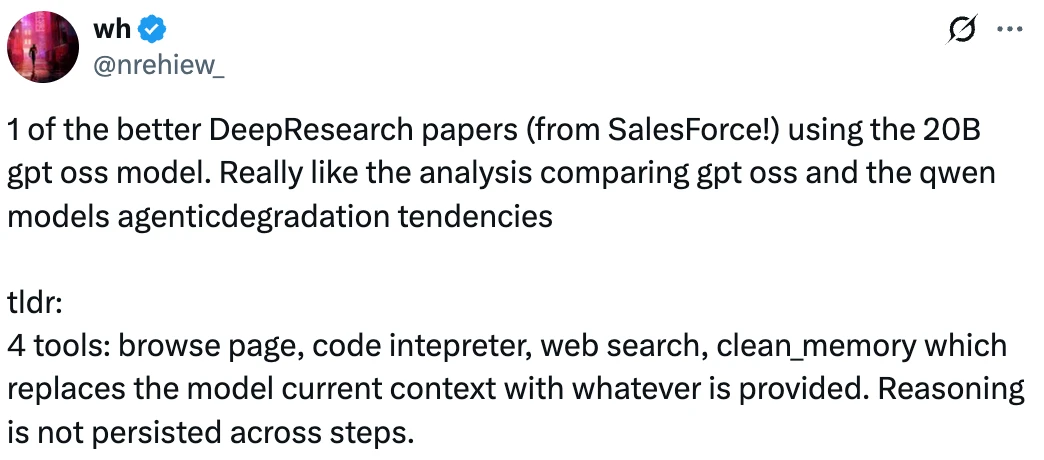 wh
@nrehiew_
1 of the better DeepResearch papers (from SalesForce!) using the 20B
gpt oss model. Really like the analysis comparing gpt oss and the qwen
models agenticdegradation tendencies
tldr:
4 tools: browse page, code intepreter, web search, clean_memory which
replaces the model current context with whatever is provided. Reasoning
is not persisted across steps.